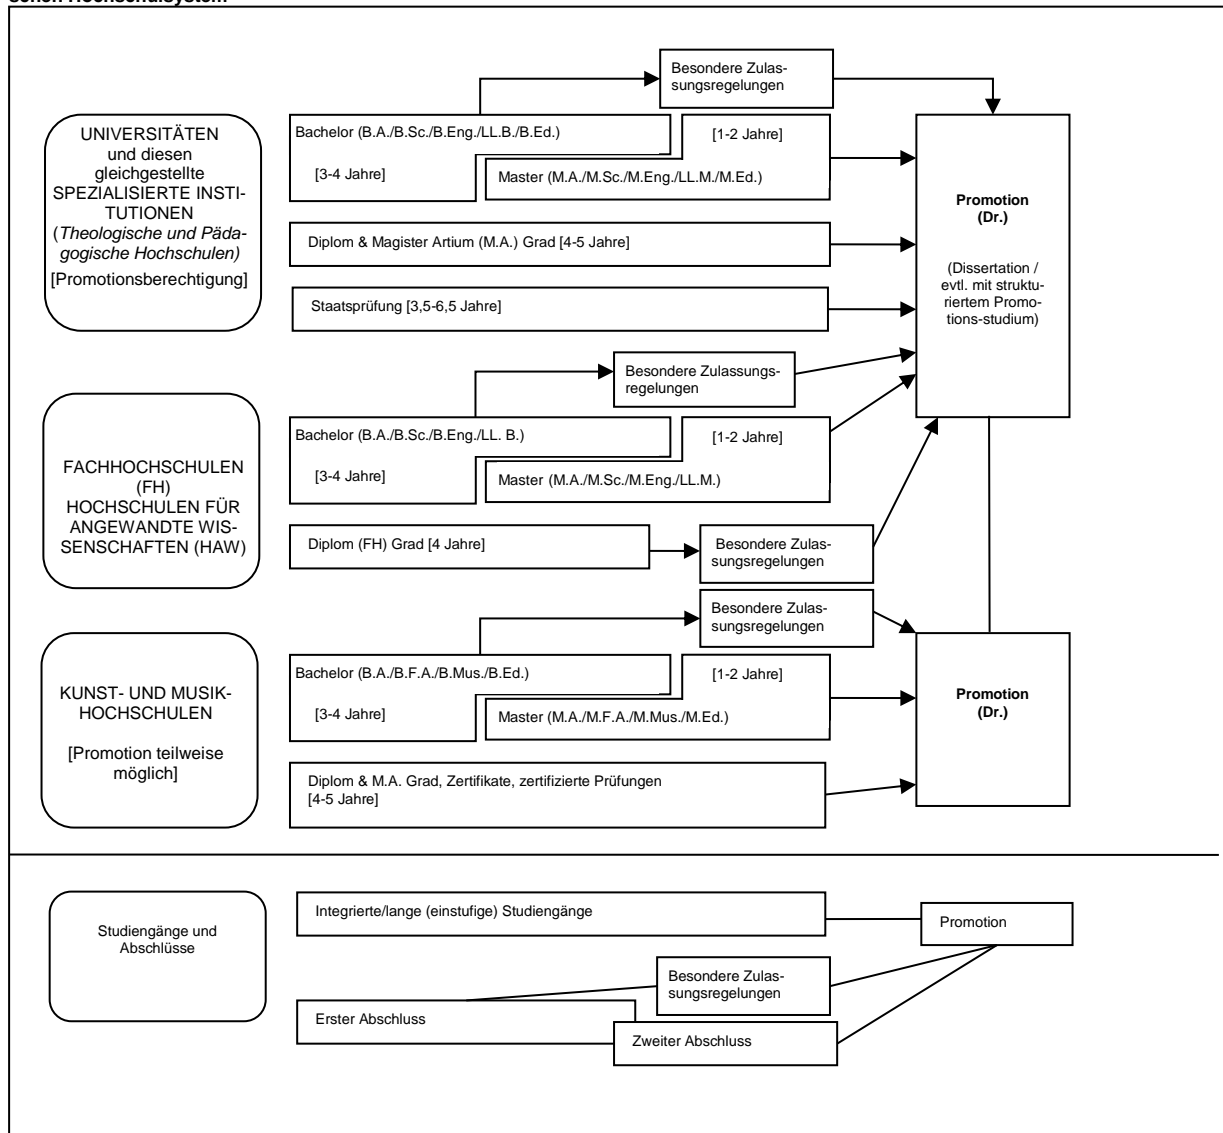 schen Hochschulsystem
Besondere Zulas-
sungsregelungen
UNIVERSITÄTEN
und diesen
gleichgestellte
SPEZIALISIERTE INSTI-
TUTIONEN
(Theologische und Päda-
gogische Hochschulen)
[Promotionsberechtigung]
Bachelor (B.A./B.Sc./B.Eng./LL.B./B.Ed.)
[3-4 Jahre]
[1-2 Jahre]
Master (M.A./M.Sc./M.Eng./LL.M./M.Ed.)
Diplom & Magister Artium (M.A.) Grad [4-5 Jahre]
Staatsprüfung [3,5-6,5 Jahre]
Promotion
(Dr.)
(Dissertation /
evtl. mit struktu-
riertem Promo-
tions-studium)
Besondere Zulassungs-
regelungen
FACHHOCHSCHULEN
(FH)
HOCHSCHULEN FÜR
ANGEWANDTE WIS-
SENSCHAFTEN (HAW)
Bachelor (B.A./B.Sc./B.Eng./LL. B.)
[3-4 Jahre]
[1-2 Jahre]
Master (M.A./M.Sc./M.Eng./LL.M.)
Diplom (FH) Grad [4 Jahre]
Besondere Zulas-
sungsregelungen
Besondere Zulas-
sungsregelungen
KUNST- UND MUSIK-
HOCHSCHULEN
[Promotion teilweise
möglich]
Bachelor (B.A./B.F.A./B.Mus./B.Ed.)
[3-4 Jahre]
[1-2 Jahre]
Master (M.A./M.F.A./M.Mus./M.Ed.)
Diplom & M.A. Grad, Zertifikate, zertifizierte Prüfungen
[4-5 Jahre]
Promotion
(Dr.)
Studiengänge und
Abschlüsse
Integrierte/lange (einstufige) Studiengänge
Promotion
Besondere Zulas-
sungsregelungen
Erster Abschluss
Zweiter Abschluss